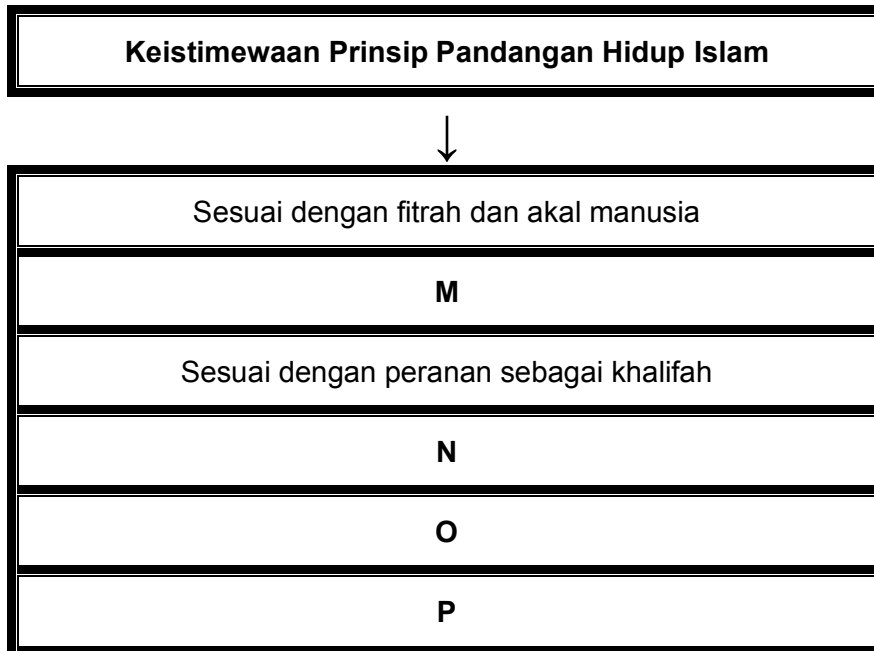 Keistimewaan Prinsip Pandangan Hidup Islam
↓
Sesuai dengan fitrah dan akal manusia
M
Sesuai dengan peranan sebagai khalifah
N
O
P